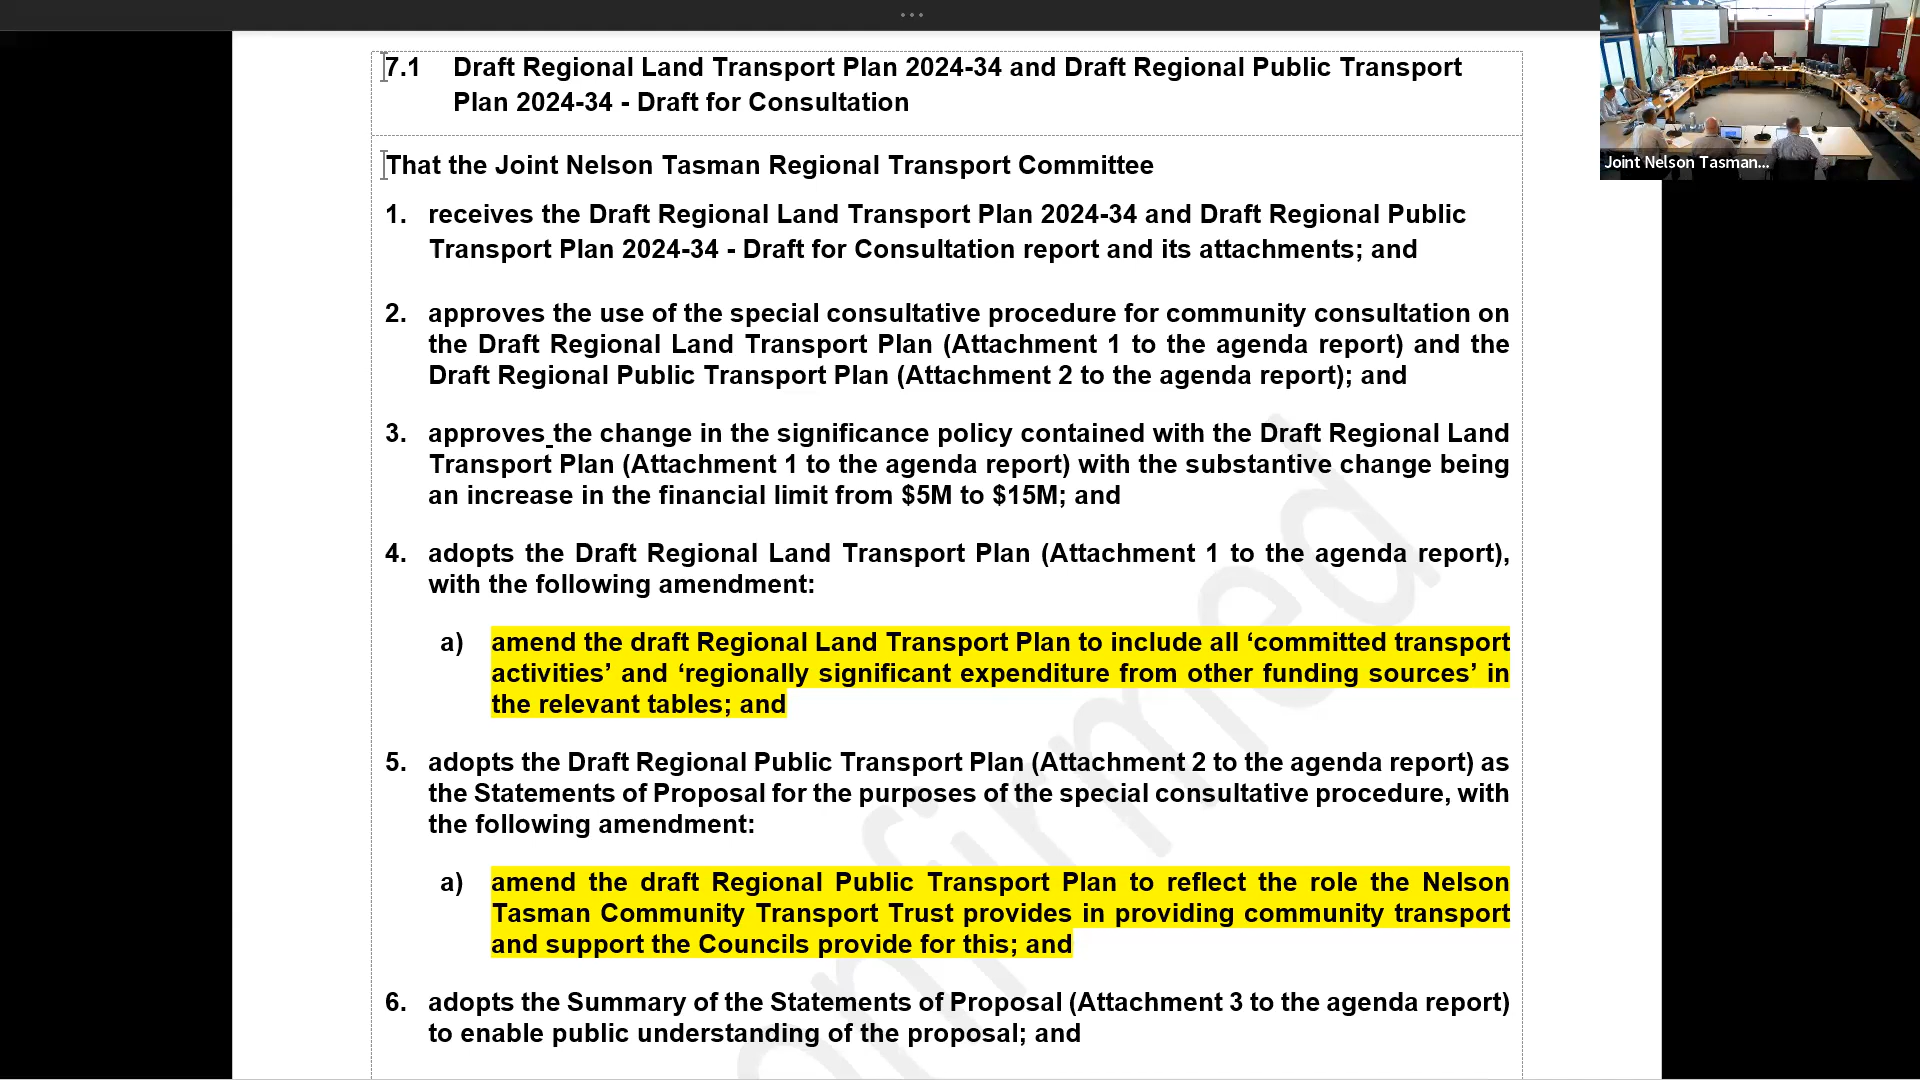 7.1 Draft Regional Land Transport Plan 2024-34 and Draft Regional Public Transport
Plan 2024-34 - Draft for Consultation
That the Joint Nelson Tasman Regional Transport Committee
1. receives the Draft Regional Land Transport Plan 2024-34 and Draft Regional Public
Transport Plan 2024-34 - Draft for Consultation report and its attachments; and
2. approves the use of the special consultative procedure for community consultation on
the Draft Regional Land Transport Plan (Attachment 1 to the agenda report) and the
Draft Regional Public Transport Plan (Attachment 2 to the agenda report); and
3. approves the change in the significance policy contained with the Draft Regional Land
Transport Plan (Attachment 1 to the agenda report) with the substantive change being
an increase in the financial limit from $5M to $15M; and
4. adopts the Draft Regional Land Transport Plan (Attachment 1 to the agenda report),
with the following amendment:
a) amend the draft Regional Land Transport Plan to include all ‘committed transport
activities’ and ‘regionally significant expenditure from other funding sources’ in
the relevant tables; and
5. adopts the Draft Regional Public Transport Plan (Attachment 2 to the agenda report) as
the Statements of Proposal for the purposes of the special consultative procedure, with
the following amendment:
a) amend the draft Regional Public Transport Plan to reflect the role the Nelson
Tasman Community Transport Trust provides in providing community transport
and support the Councils provide for this; and
6. adopts the Summary of the Statements of Proposal (Attachment 3 to the agenda report)
to enable public understanding of the proposal; and
Joint Nelson Tasman...